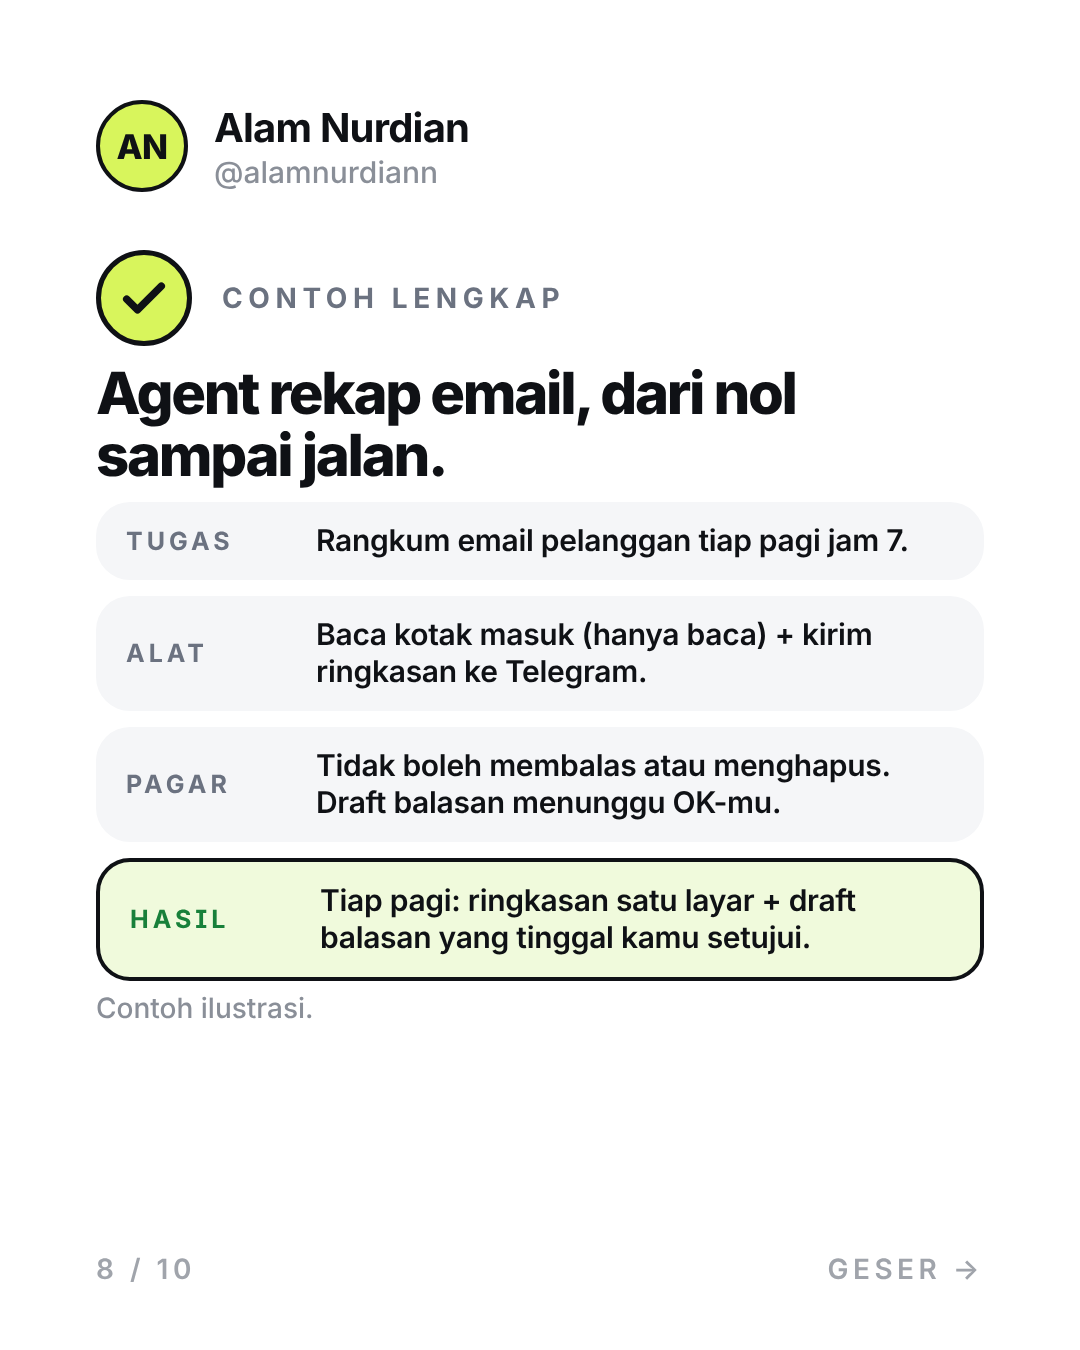 AN
Alam Nurdian
@alamnurdiann
CONTOH LENGKAP
Agent rekap email, dari nol
sampai jalan.
TUGAS
Rangkum email pelanggan tiap pagi jam 7.
ALAT
Baca kotak masuk (hanya baca) + kirim
ringkasan ke Telegram.
PAGAR
Tidak boleh membalas atau menghapus.
Draft balasan menunggu OK-mu.
HASIL
Tiap pagi: ringkasan satu layar + draft
balasan yang tinggal kamu setujui.
Contoh ilustrasi.
8 / 10
GESER →